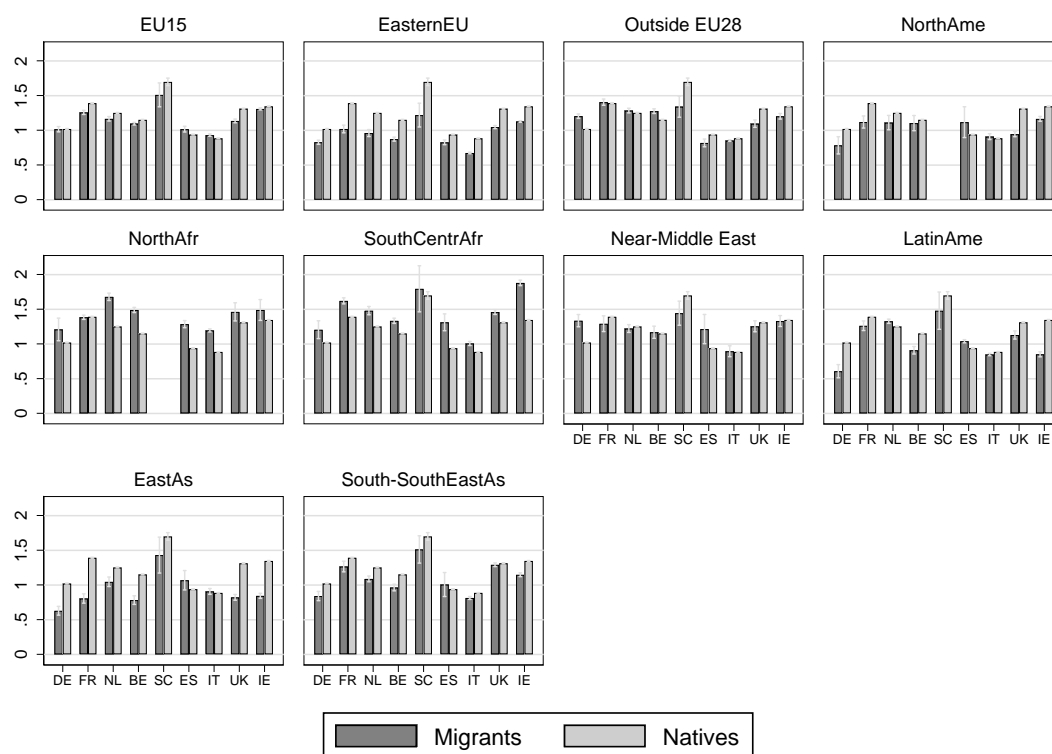 EU15 EasternEU Outside EU28 NorthAme
2
1.5
1
.5
0
NorthAfr SouthCentrAfr Near-Middle East LatinAme
2
1.5
1
.5
0
DE FR NL BE SC ES IT UK IE DE FR NL BE SC ES IT UK IE
EastAs South-SouthEastAs
2
1.5
1
.5
0
DE FR NL BE SC ES IT UK IE DE FR NL BE SC ES IT UK IE
Migrants Natives